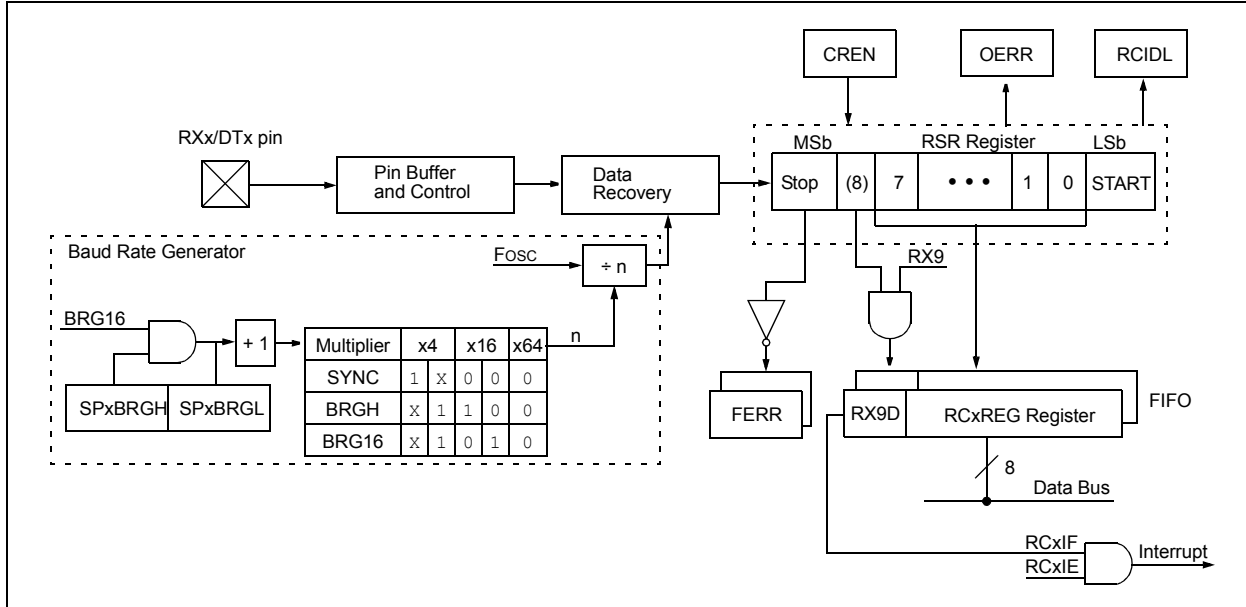 CREN
OERR
RCIDL
RXx/DTx pin
MSb RSR Register LSb
Pin Buffer
and Control
Data
Recovery
Stop (8) 7 • • • 1 0 START
Baud Rate Generator
FOSC
÷ n
RX9
BRG16
+ 1
n
Multiplier x4 x16 x64
SYNC 1 X 0 0 0
BRGH X 1 1 0 0
BRG16 X 1 0 1 0
SPxBRGH SPxBRGL
FERR
RX9D RCxREG Register
FIFO
8
Data Bus
RCxIF
RCxIE
Interrupt